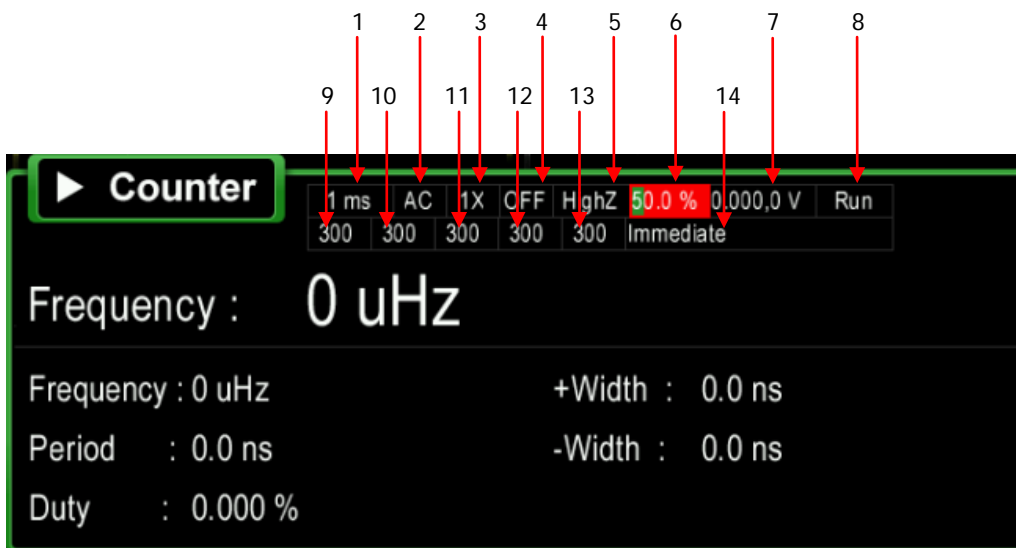 1 2 3 4 5 6 7 8
9 10 11 12 13 14
Counter
1 ms AC 1X OFF HighZ 50.0 % 0.000,0 V Run
300 300 300 300 300 Immediate
Frequency : 0 uHz
Frequency : 0 uHz +Width : 0.0 ns
Period : 0.0 ns -Width : 0.0 ns
Duty : 0.000 %